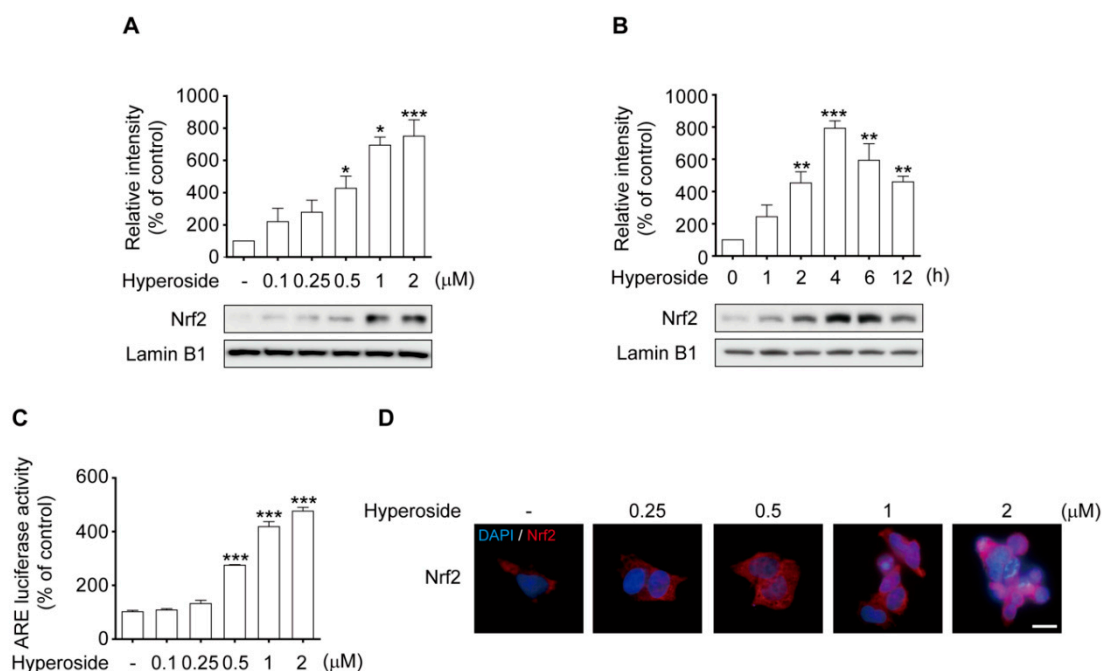 A
Relative intensity
(% of control)
1000
800
600
400
200
0
*
*
***
Hyperoside - 0.1 0.25 0.5 1 2 (μM)
Nrf2
Lamin B1
B
Relative intensity
(% of control)
1000
800
600
400
200
0
**
***
**
**
Hyperoside 0 1 2 4 6 12 (h)
Nrf2
Lamin B1
C
ARE luciferase activity
(% of control)
600
400
200
0
***
***
***
Hyperoside - 0.1 0.25 0.5 1 2 (μM)
D
Hyperoside - 0.25 0.5 1 2 (μM)
DAPI / Nrf2
Nrf2